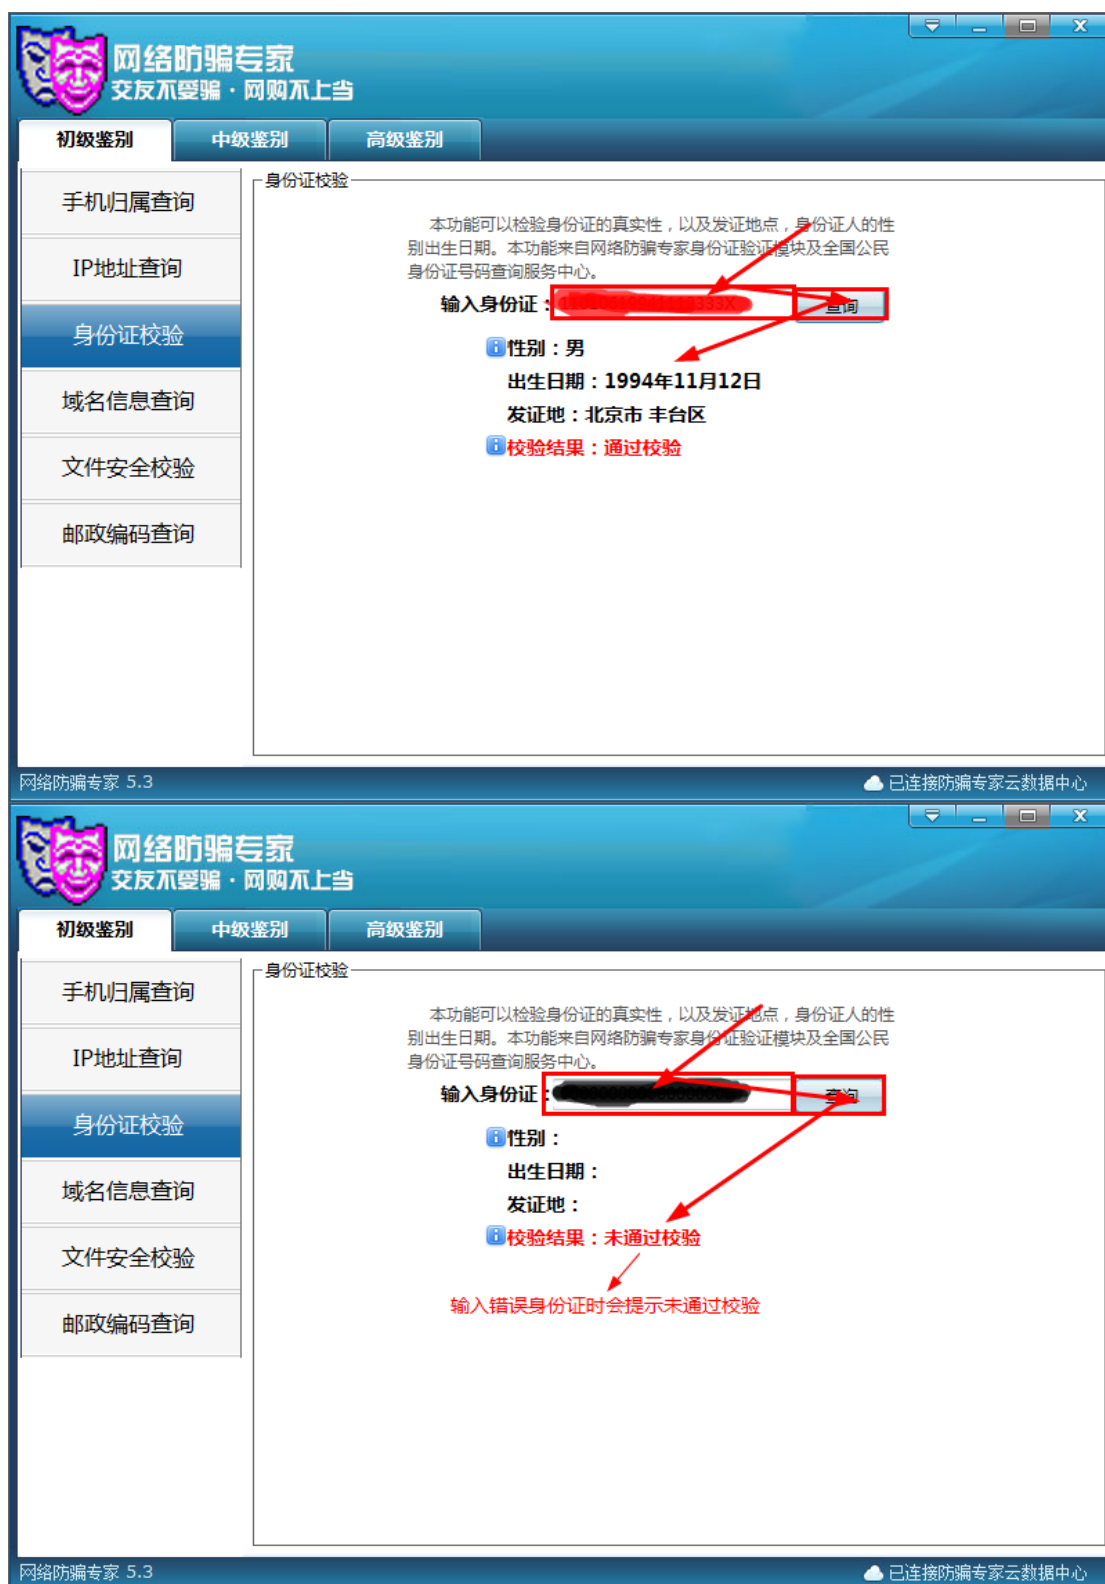 网络防骗专家
交友不受骗·网购不上当
初级鉴别 中级鉴别 高级鉴别
手机归属查询
IP地址查询
身份证校验
域名信息查询
文件安全校验
邮政编码查询
身份证校验
本功能可以检验身份证的真实性，以及发证地点，身份证人的性
别出生日期。本功能来自网络防骗专家身份证验证模块及全国公民
身份证号码查询服务中心。
输入身份证： 查询
性别：男
出生日期：1994年11月12日
发证地：北京市 丰台区
校验结果：通过校验
网络防骗专家 5.3 已连接防骗专家云数据中心
网络防骗专家
交友不受骗·网购不上当
初级鉴别 中级鉴别 高级鉴别
手机归属查询
IP地址查询
身份证校验
域名信息查询
文件安全校验
邮政编码查询
身份证校验
本功能可以检验身份证的真实性，以及发证地点，身份证人的性
别出生日期。本功能来自网络防骗专家身份证验证模块及全国公民
身份证号码查询服务中心。
输入身份证： 查询
性别：
出生日期：
发证地：
校验结果：未通过校验
输入错误身份证时会提示未通过校验
网络防骗专家 5.3 已连接防骗专家云数据中心